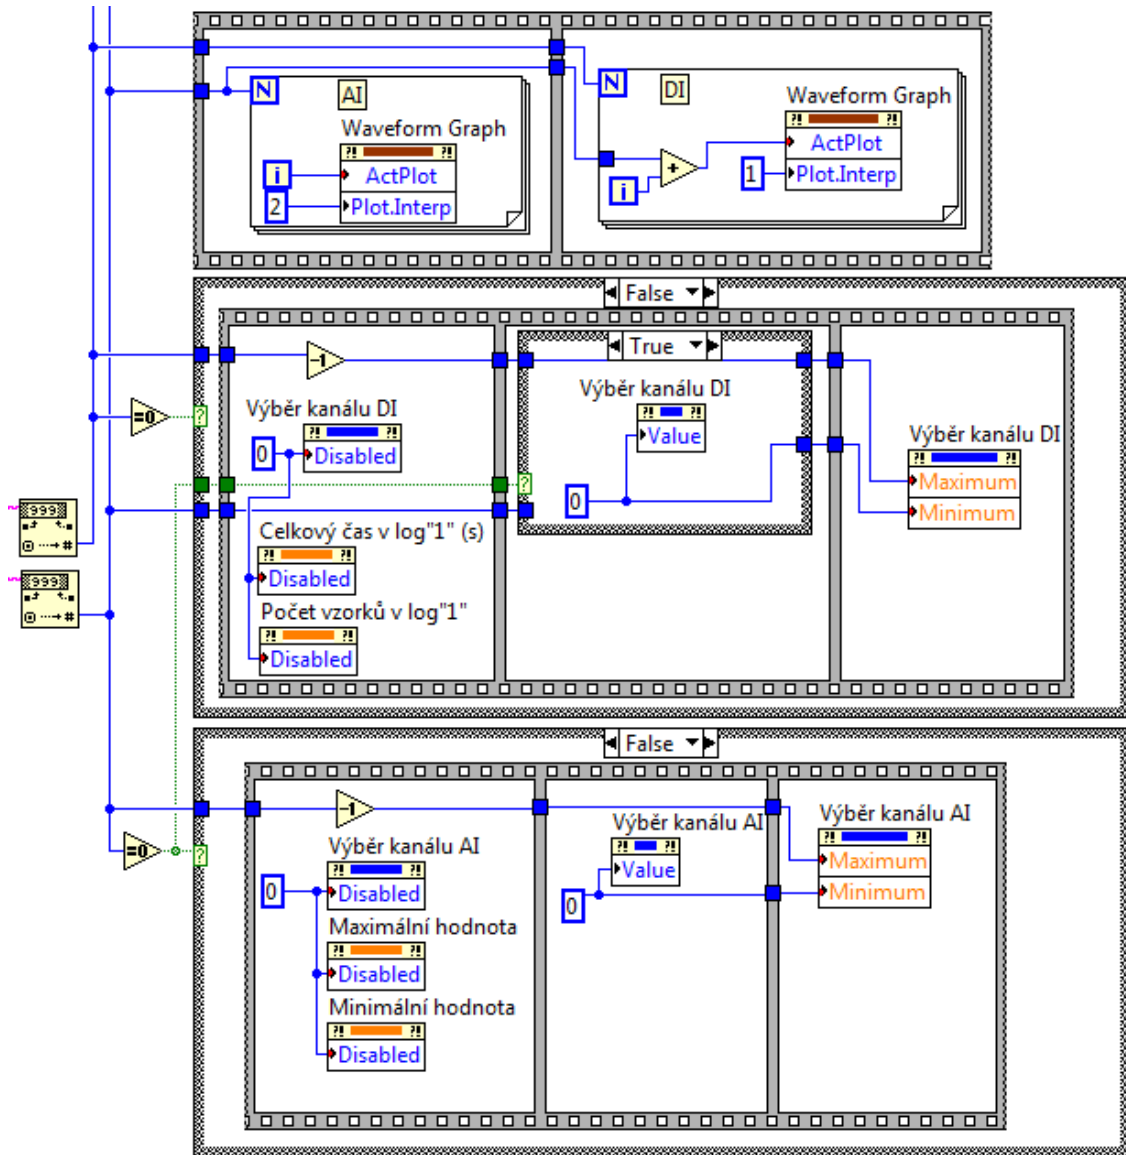 N
AI
Waveform Graph
ActPlot
Plot.Interp
i
2
N
DI
Waveform Graph
ActPlot
Plot.Interp
+
i
1
False
True
-1
Výběr kanálu DI
Disabled
0
Celkový čas v log"1" (s)
Disabled
Počet vzorků v log"1"
Disabled
Výběr kanálu DI
Value
0
Výběr kanálu DI
Maximum
Minimum
=0
?
?
999
#
999
#
False
-1
Výběr kanálu AI
Disabled
0
Maximální hodnota
Disabled
Minimální hodnota
Disabled
Výběr kanálu AI
Value
0
Výběr kanálu AI
Maximum
Minimum
=0
?